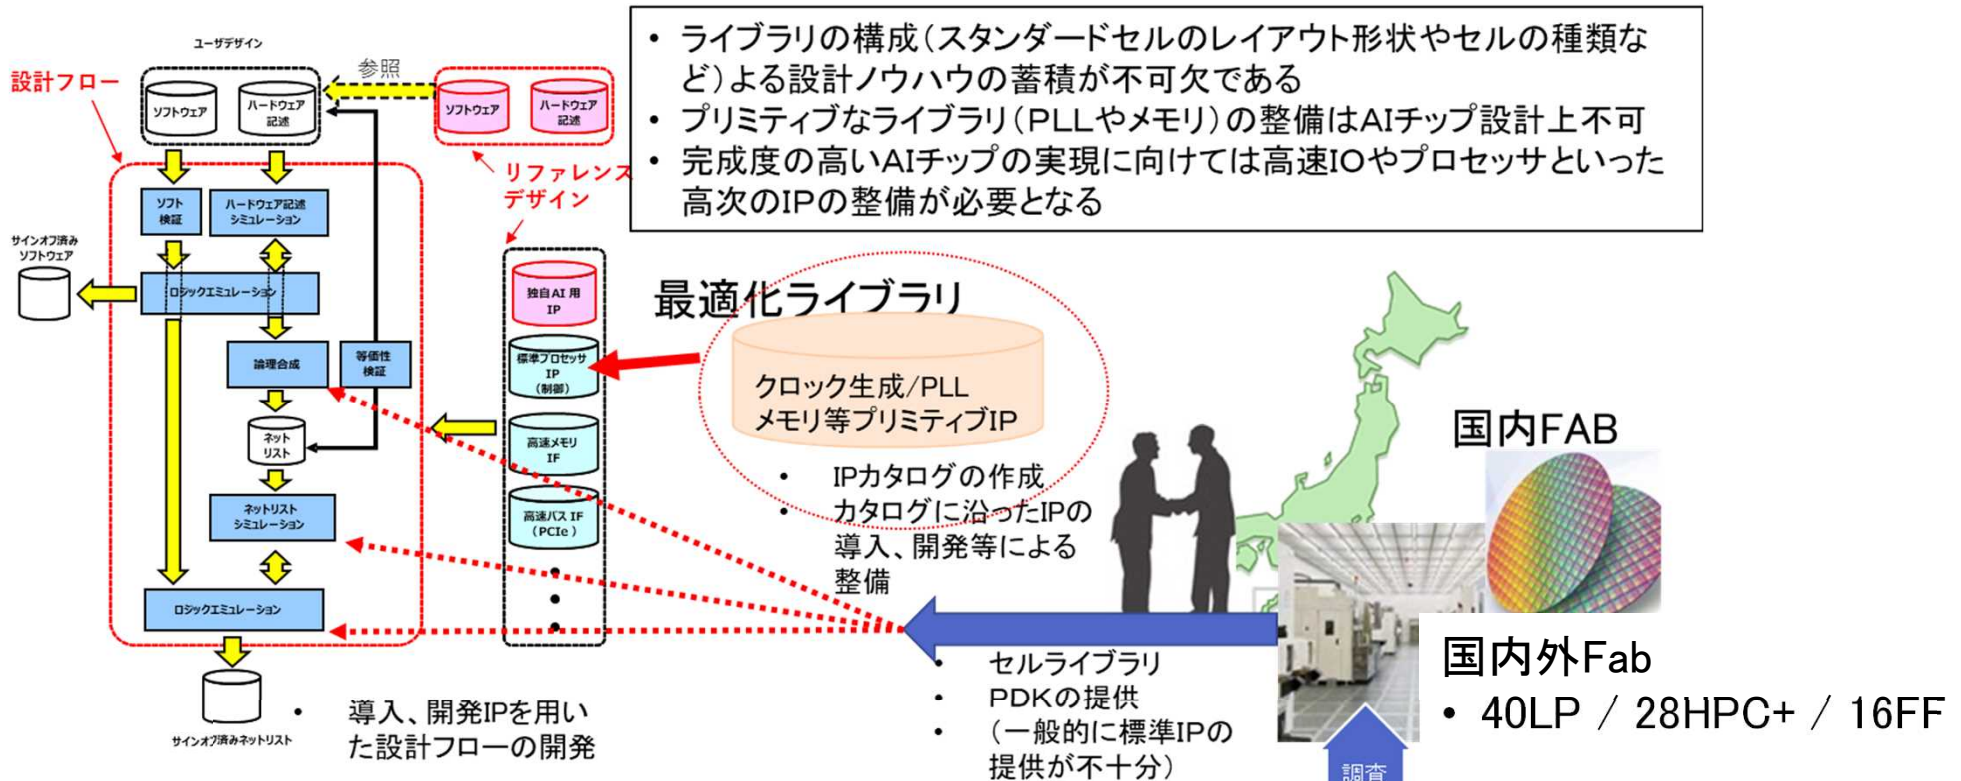 ユーザデザイン
設計フロー
ソフトウェア
ハードウェア
記述
参照
ソフトウェア
ハードウェア
記述
リファレンス
デザイン
• ライブラリの構成（スタンダードセルのレイアウト形状やセルの種類な
ど）よる設計ノウハウの蓄積が不可欠である
• プリミティブなライブラリ（PLLやメモリ）の整備はAIチップ設計上不可
• 完成度の高いAIチップの実現に向けては高速IOやプロセッサといった
高次のIPの整備が必要となる
ソフト
検証
ハードウェア記述
シミュレーション
サインオフ済み
ソフトウェア
ロジックエミュレーション
論理合成
等価性
検証
ネット
リスト
ネットリスト
シミュレーション
ロジックエミュレーション
サインオフ済みネットリスト
独自AI 用
IP
標準プロセッサ
IP
（制御）
高速メモリ
IF
高速バス IF
（PCIe ）
•
•
•
最適化ライブラリ
クロック生成/PLL
メモリ等プリミティブIP
• IPカタログの作成
• カタログに沿ったIPの
導入、開発等による
整備
• 導入、開発IPを用い
た設計フローの開発
• セルライブラリ
• PDKの提供
• （一般的に標準IPの
提供が不十分）
国内FAB
国内外Fab
• 40LP / 28HPC+ / 16FF
調査